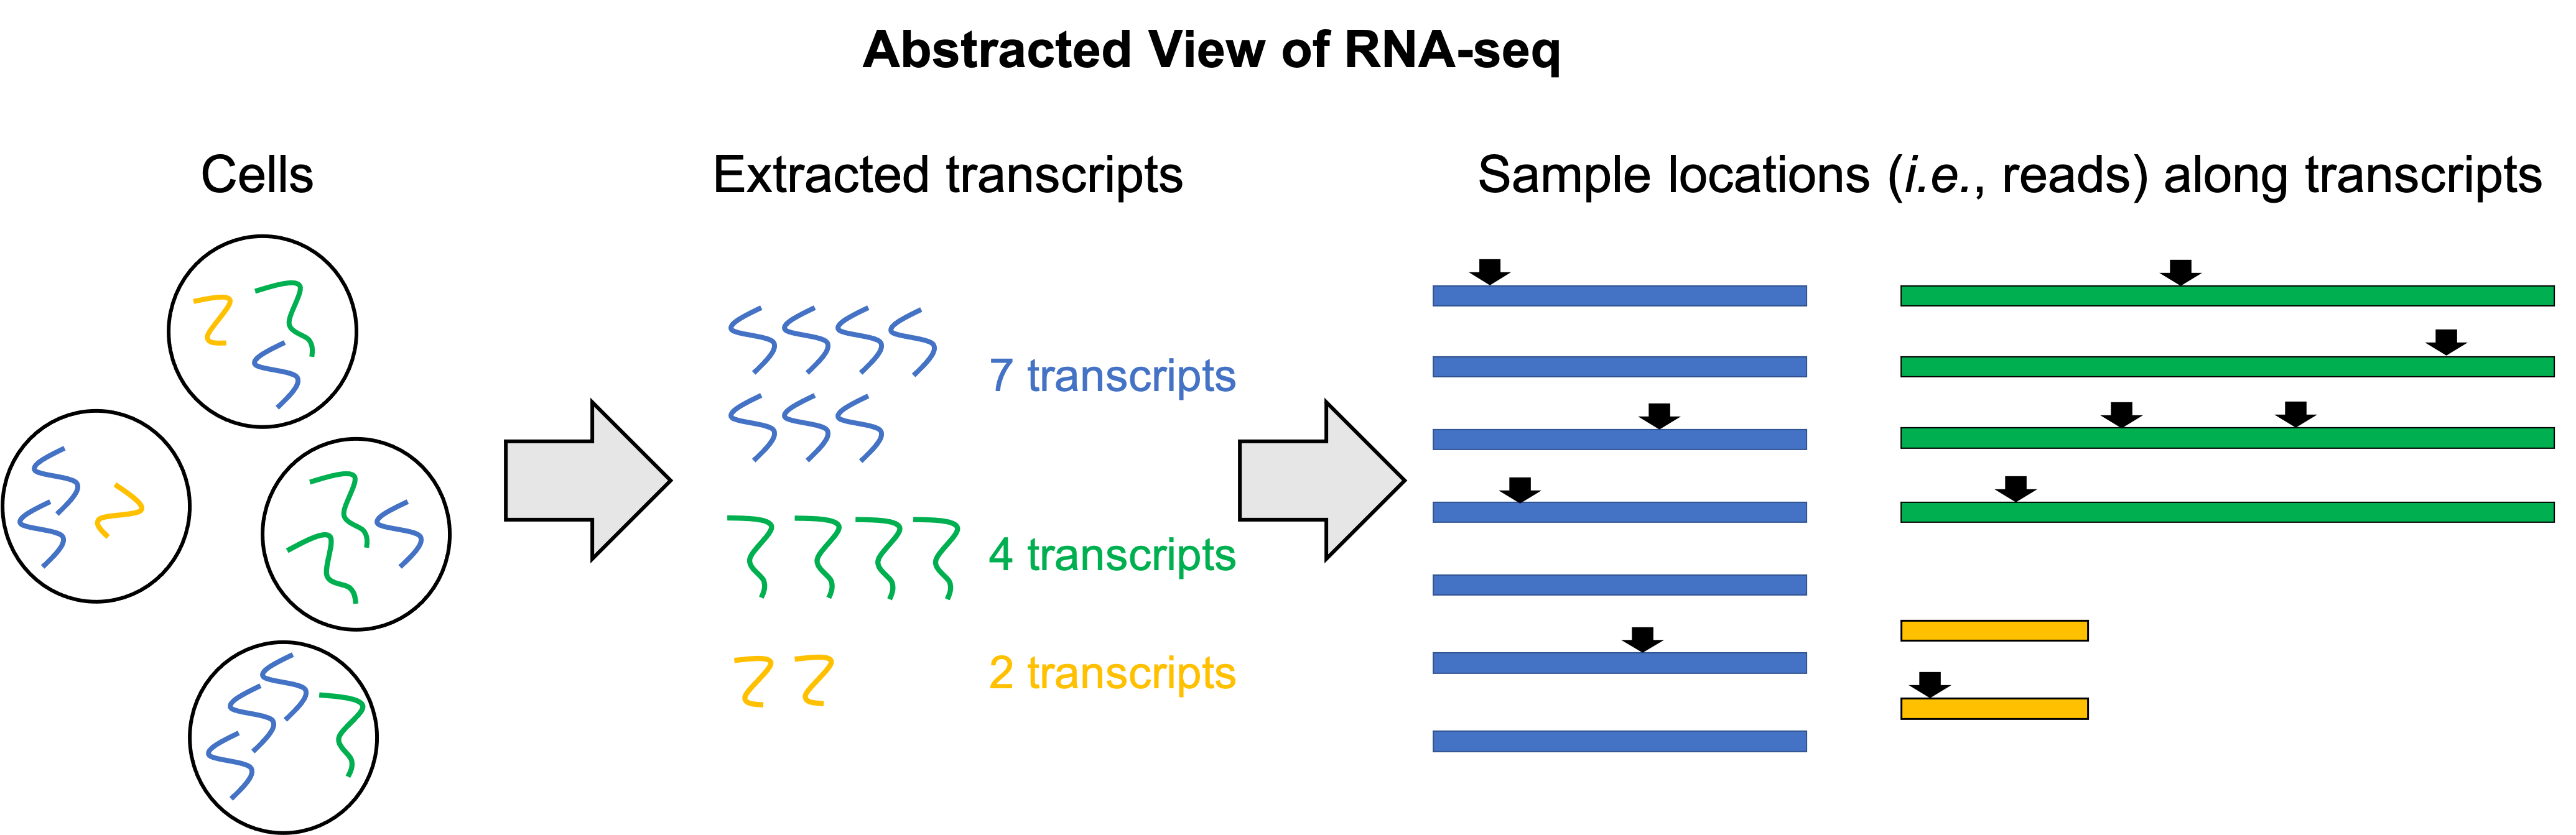 Abstracted View of RNA-seq
Cells
Extracted transcripts
Sample locations (i.e., reads) along transcripts
7 transcripts
4 transcripts
2 transcripts